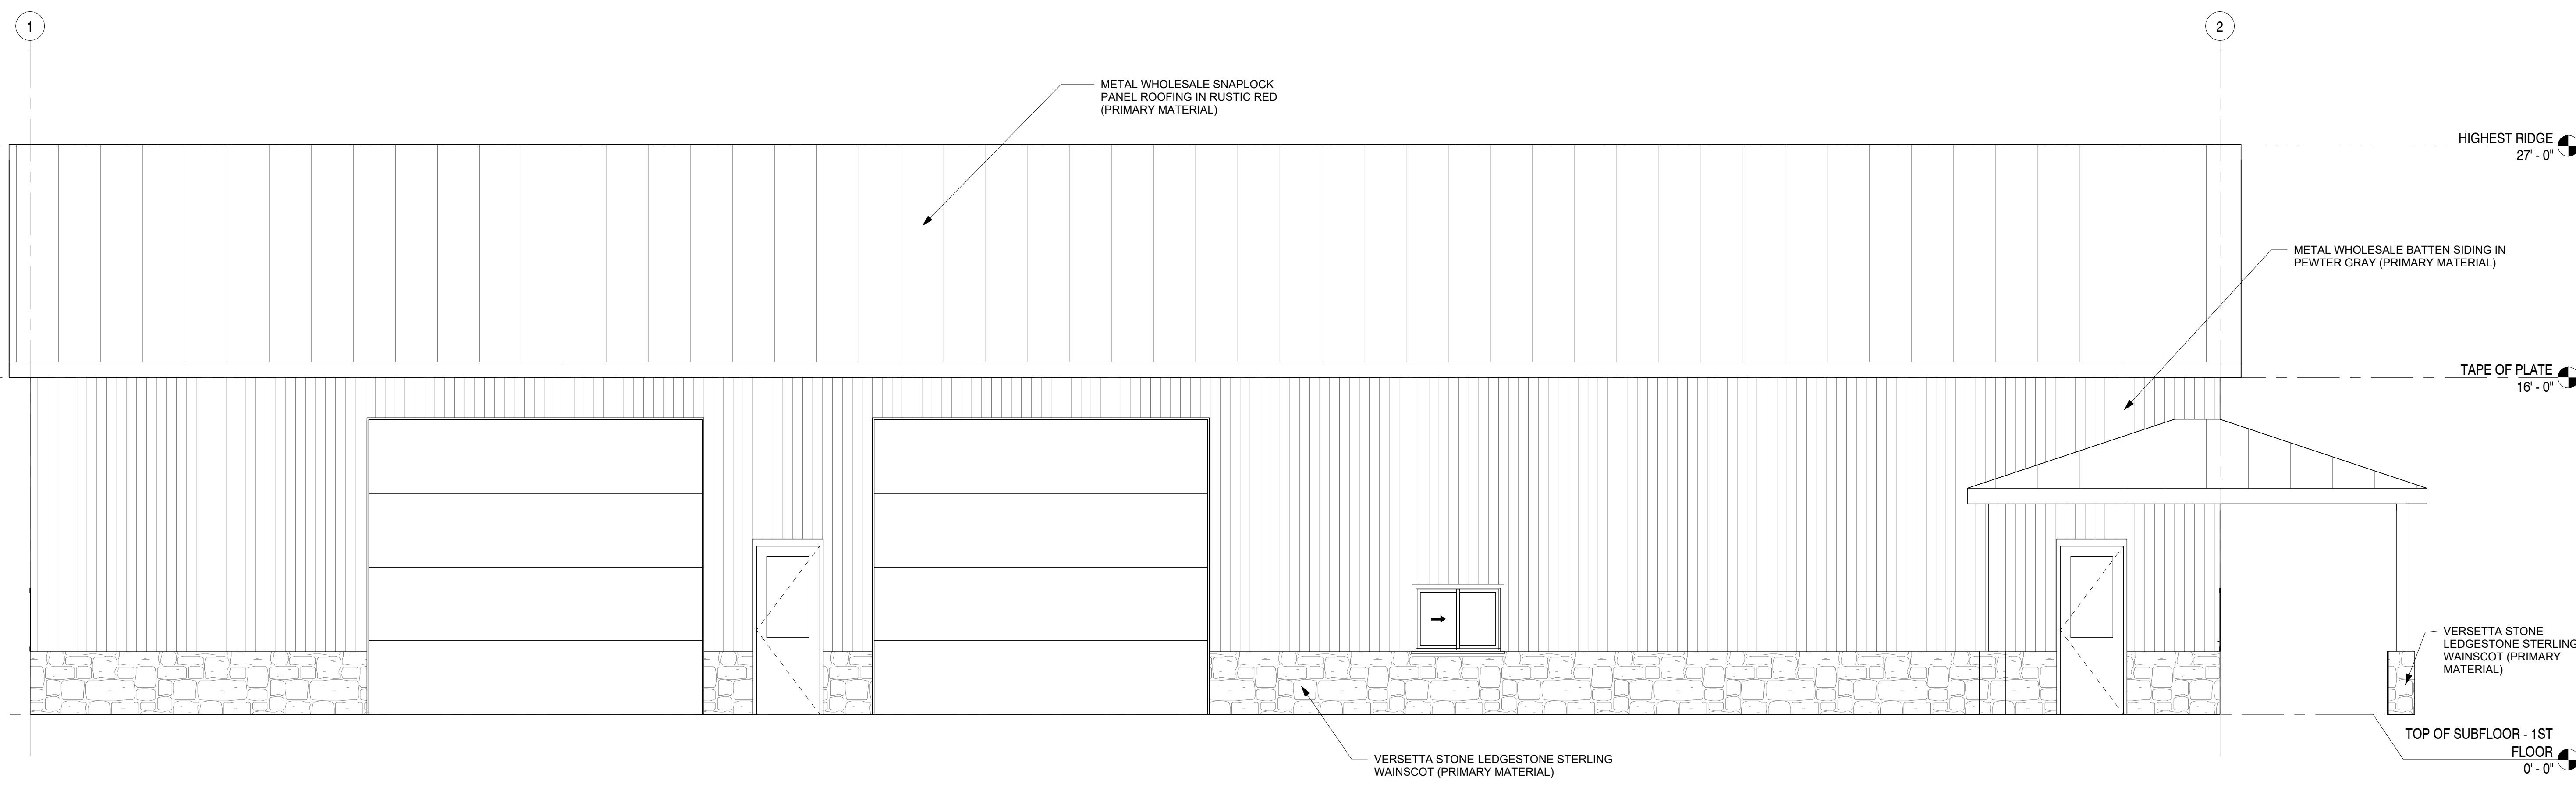 1
2
METAL WHOLESALE SNAPLOCK
PANEL ROOFING IN RUSTIC RED
(PRIMARY MATERIAL)
HIGHEST RIDGE
27' - 0"
METAL WHOLESALE BATTEN SIDING IN
PEWTER GRAY (PRIMARY MATERIAL)
TAPE OF PLATE
16' - 0"
VERSETTA STONE
LEDGESTONE STERLING
WAINSCOT (PRIMARY
MATERIAL)
TOP OF SUBFLOOR - 1ST
FLOOR
0' - 0"
VERSETTA STONE LEDGESTONE STERLING
WAINSCOT (PRIMARY MATERIAL)